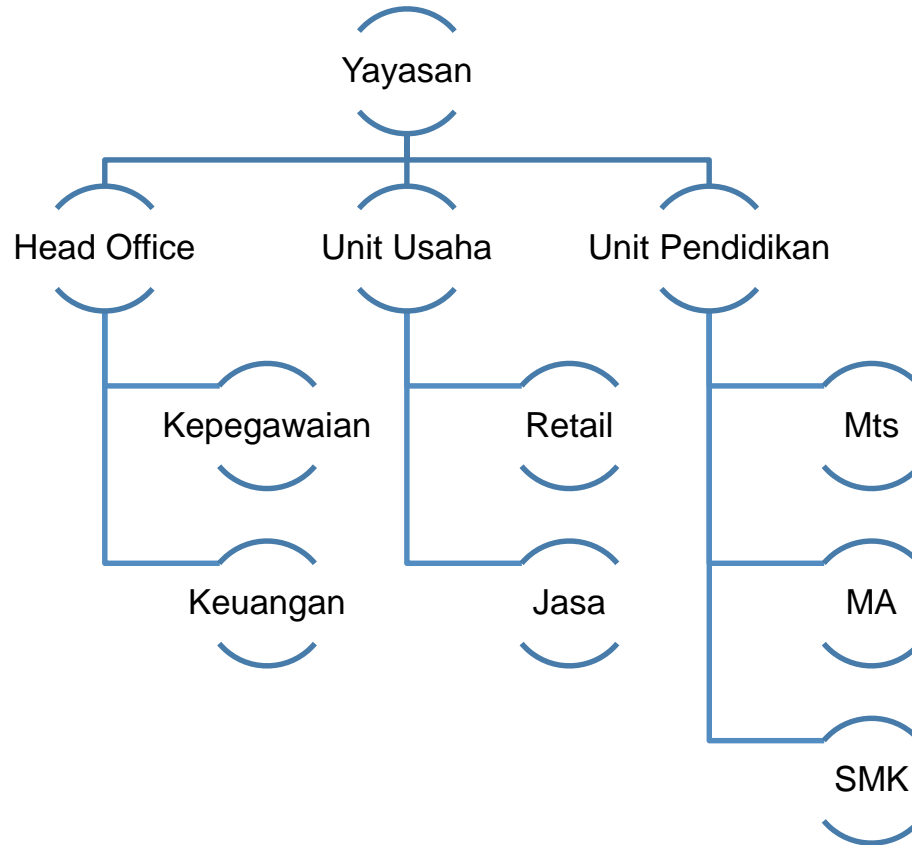 Yayasan
Head Office
Unit Usaha
Unit Pendidikan
Kepegawaian
Retail
Mts
Keuangan
Jasa
MA
SMK